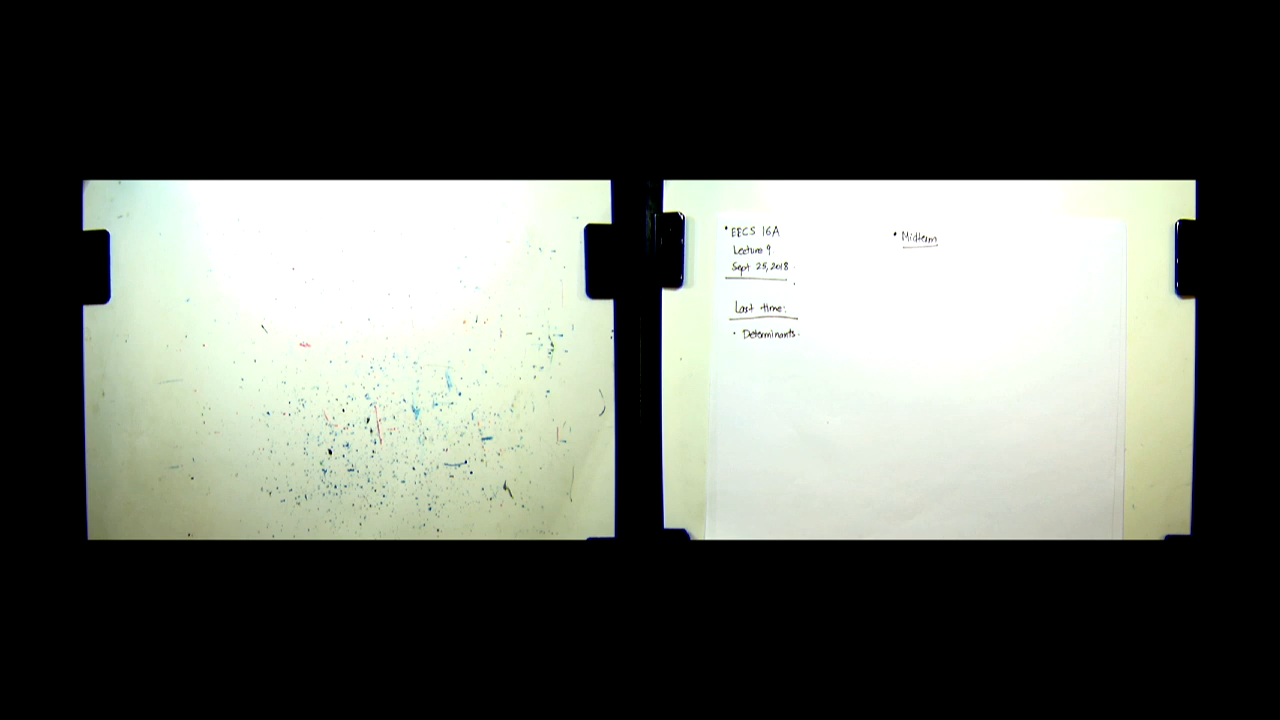 • EECS 16A
Lecture 9
Sept 25, 2018.
Last time:
• Determinants.
• Midterm